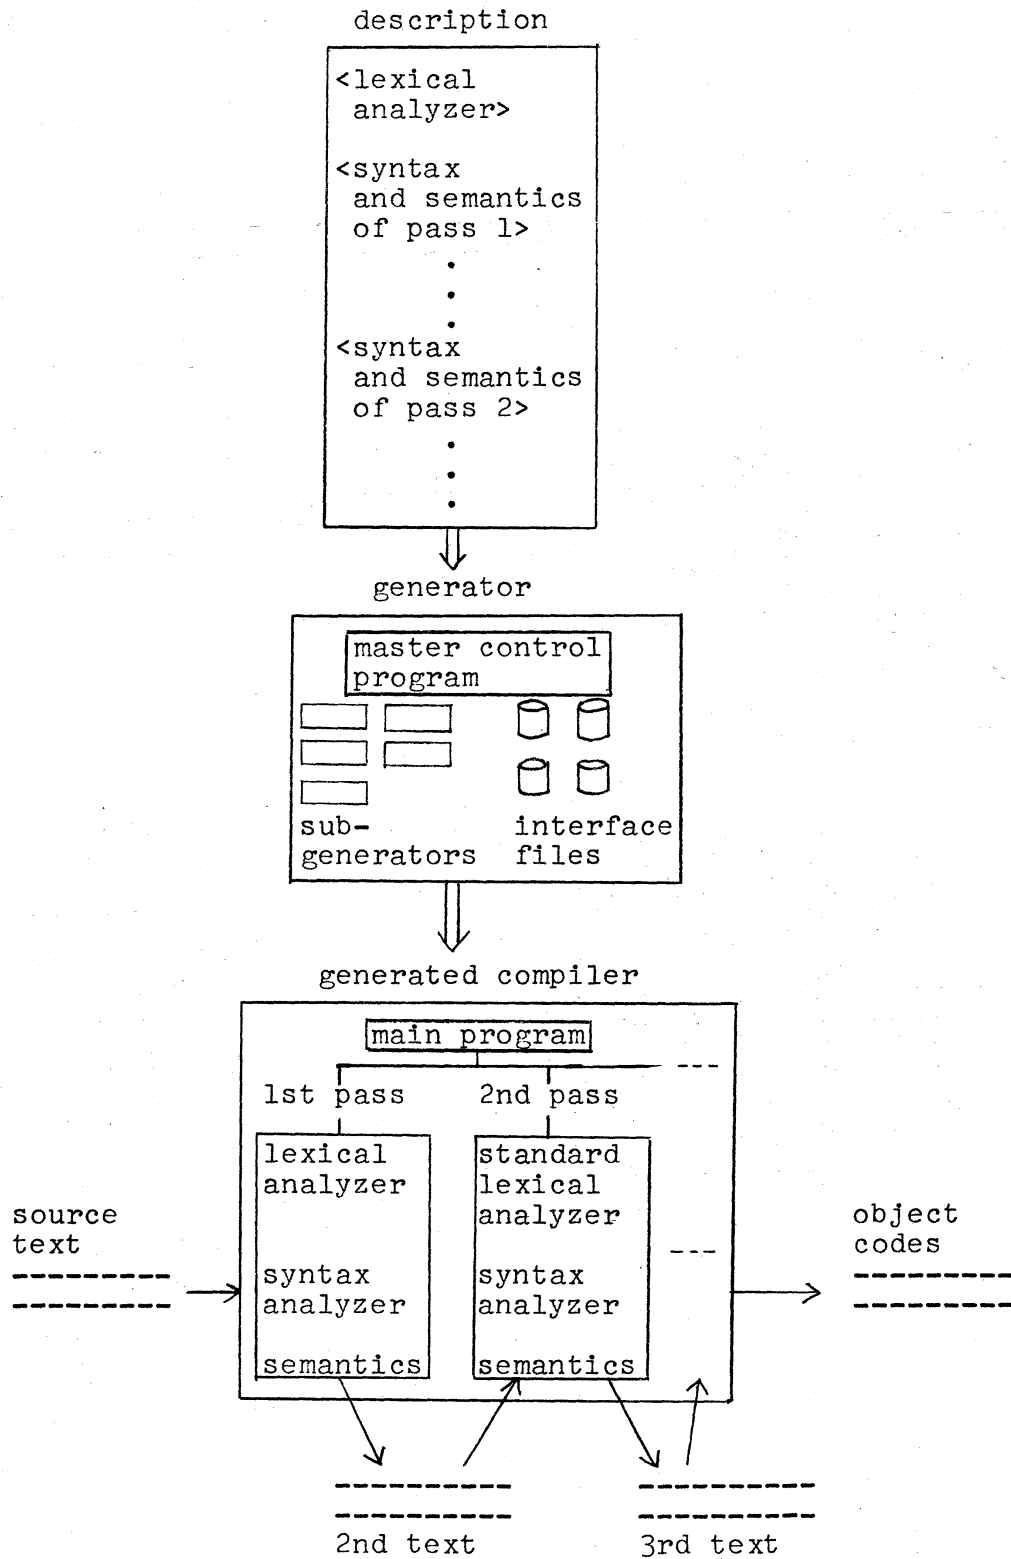 description
<lexical
analyzer>
<syntax
and semantics
of pass 1>
<syntax
and semantics
of pass 2>
generator
master control
program
sub-
generators
interface
files
generated compiler
main program
1st pass
2nd pass
lexical
analyzer
syntax
analyzer
semantics
standard
lexical
analyzer
syntax
analyzer
semantics
source
text
object
codes
2nd text
3rd text